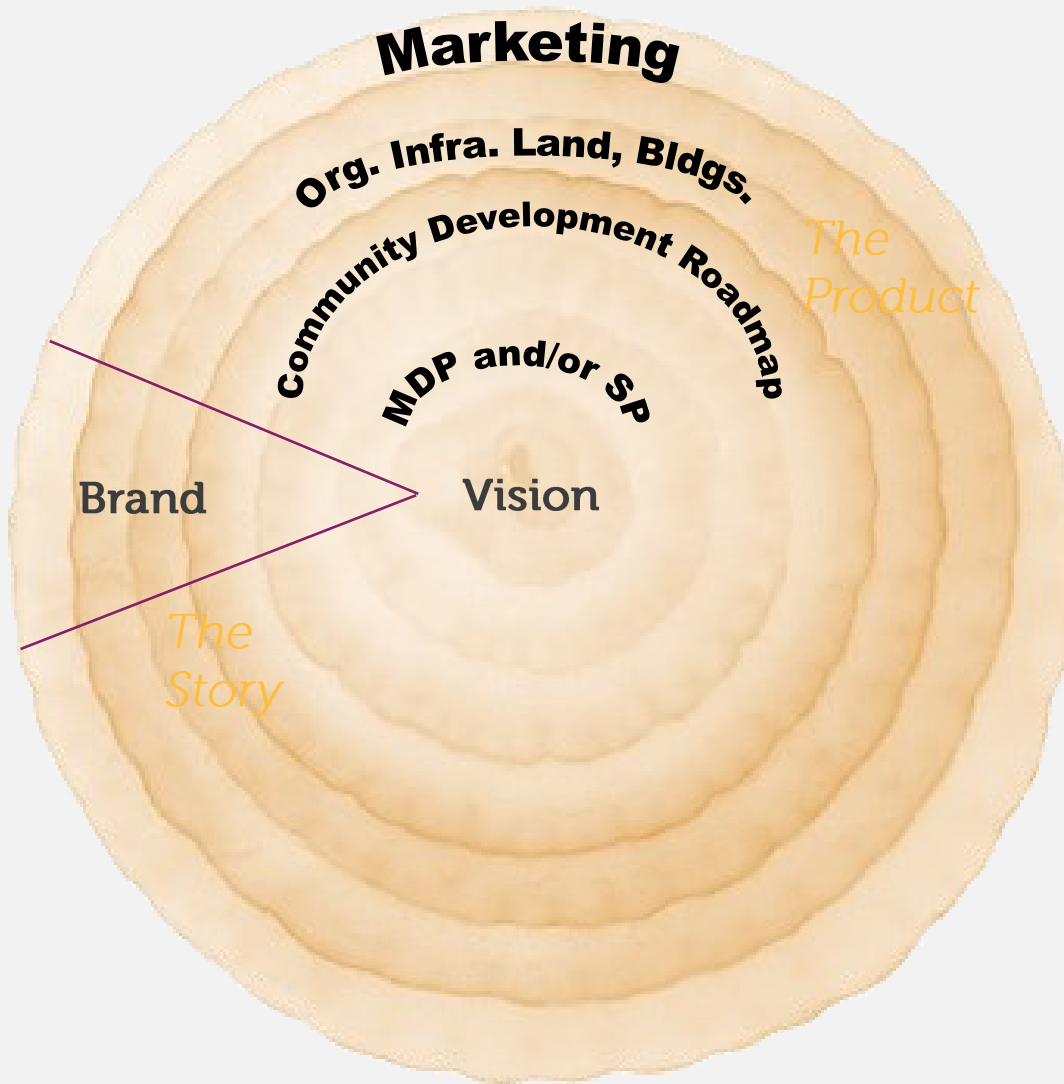 Marketing
Org. Infra. Land, Bldgs.
Community Development Roadmap
The
Product
MDP and/or SP
Brand
Vision
The
Story